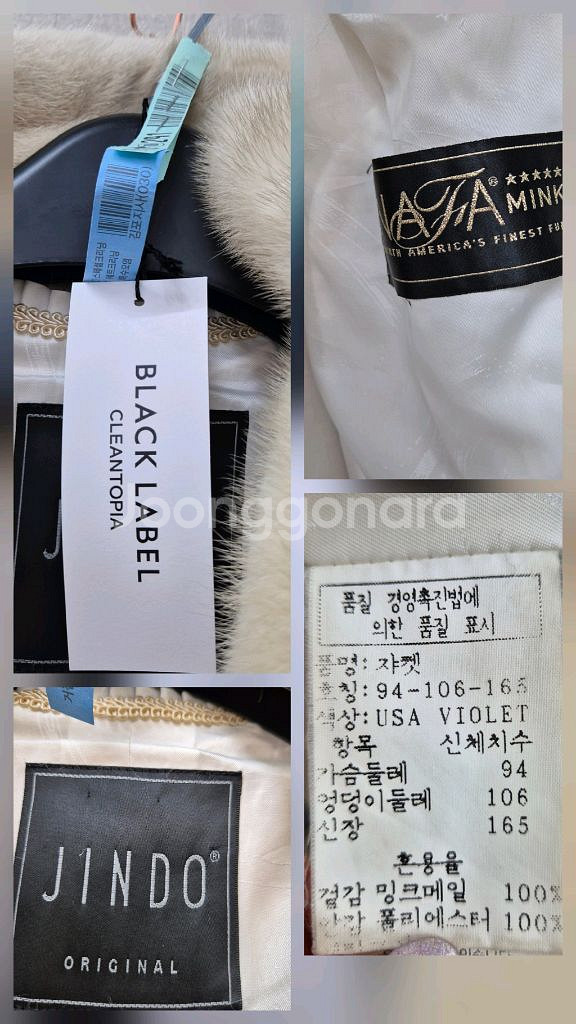 BLACK LABEL
CLEANTOPIA
NAFA® MINK
NORTH AMERICA'S FINEST FUR
Joonggonara
품질 경영촉진법에
의한 품질 표시
품명: 쟈켓
호칭: 94-106-165
색상: USA VIOLET
항목 신체치수
가슴둘레 94
엉덩이둘레 106
신장 165
혼용율
겉감 밍크메일 100%
안감 폴리에스터 100%
J1NDO®
ORIGINAL